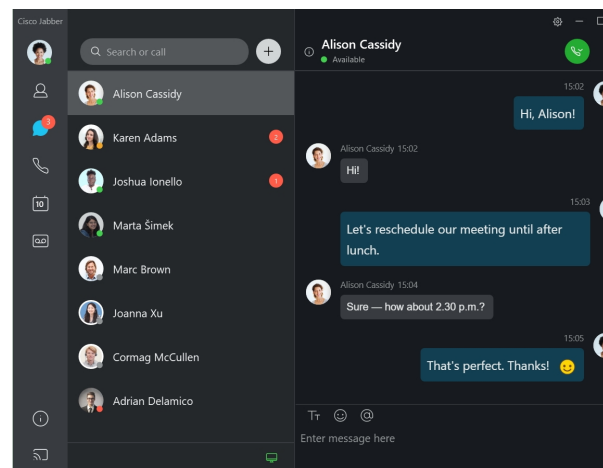 Cisco Jabber
Search or call
3
10
Alison Cassidy
Karen Adams
2
Joshua Ionello
1
Marta Šimek
Marc Brown
Joanna Xu
Cormag McCullen
Adrian Delamico
Alison Cassidy
Available
15:02
Hi, Alison!
Alison Cassidy 15:02
Hi!
15:03
Let's reschedule our meeting until after
lunch.
Alison Cassidy 15:04
Sure — how about 2.30 p.m.?
15:05
That's perfect. Thanks!
TT
@
Enter message here